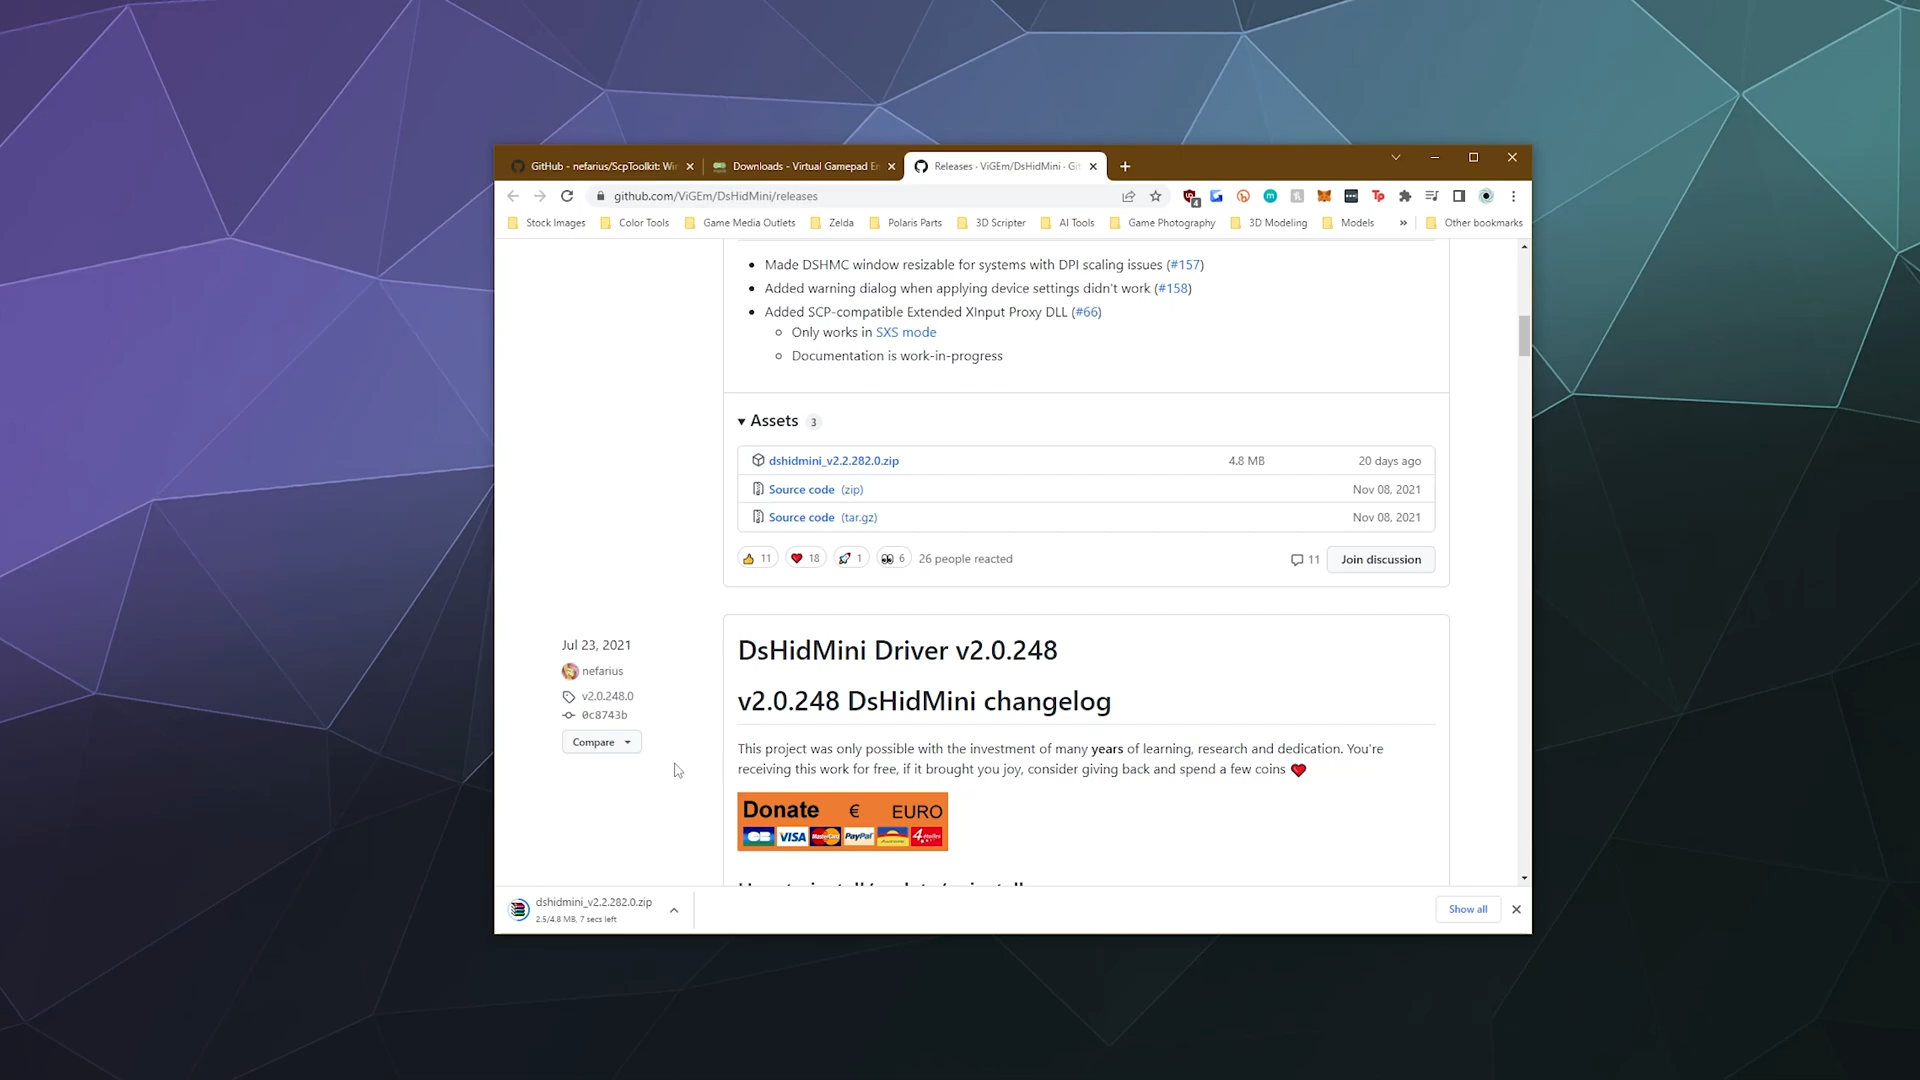 GitHub - nefarius/ScpToolkit: Wi
Downloads - Virtual Gamepad E
Releases · ViGEm/DsHidMini · Git
github.com/ViGEm/DsHidMini/releases
4
Tp
Stock Images
Color Tools
Game Media Outlets
Zelda
Polaris Parts
3D Scripter
AI Tools
Game Photography
3D Modeling
Models
»
Other bookmarks
• Made DSHMC window resizable for systems with DPI scaling issues (#157)
• Added warning dialog when applying device settings didn't work (#158)
• Added SCP-compatible Extended XInput Proxy DLL (#66)
Only works in SXS mode
Documentation is work-in-progress
Assets 3
dshidmini_v2.2.282.0.zip 4.8 MB 20 days ago
Source code (zip) Nov 08, 2021
Source code (tar.gz) Nov 08, 2021
11 18 1 6 26 people reacted 11 Join discussion
Jul 23, 2021
nefarius
v2.0.248.0
0c8743b
Compare
DsHidMini Driver v2.0.248
v2.0.248 DsHidMini changelog
This project was only possible with the investment of many years of learning, research and dedication. You're
receiving this work for free, if it brought you joy, consider giving back and spend a few coins ❤️
Donate € EURO
CB VISA MasterCard PayPal 4étoiles
dshidmini_v2.2.282.0.zip
2.5/4.8 MB, 7 secs left
Show all